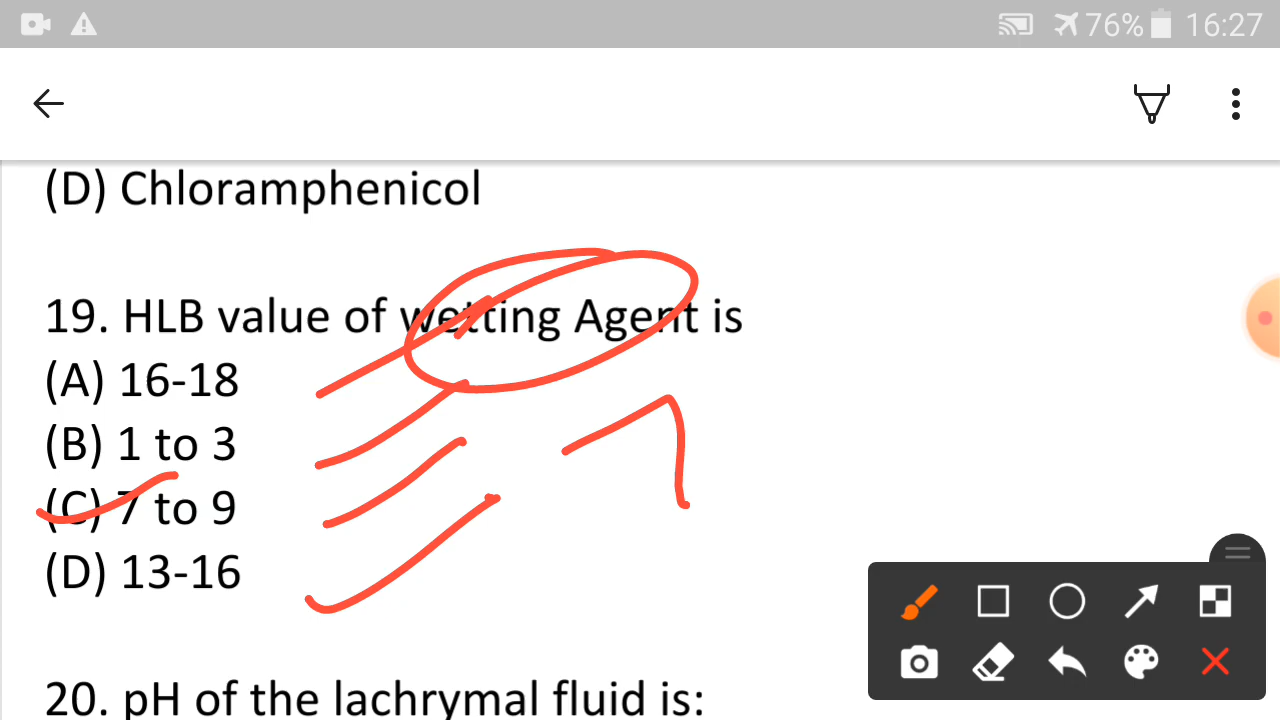 76% 16:27
(D) Chloramphenicol
19. HLB value of wetting Agent is
(A) 16-18
(B) 1 to 3
(C) 7 to 9
(D) 13-16
20. pH of the lachrymal fluid is: